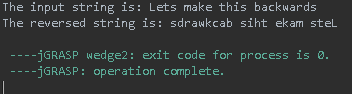 The input string is: Lets make this backwards
The reversed string is: sdrawkcab siht ekam steL
----jGRASP wedge2: exit code for process is 0.
----jGRASP: operation complete.